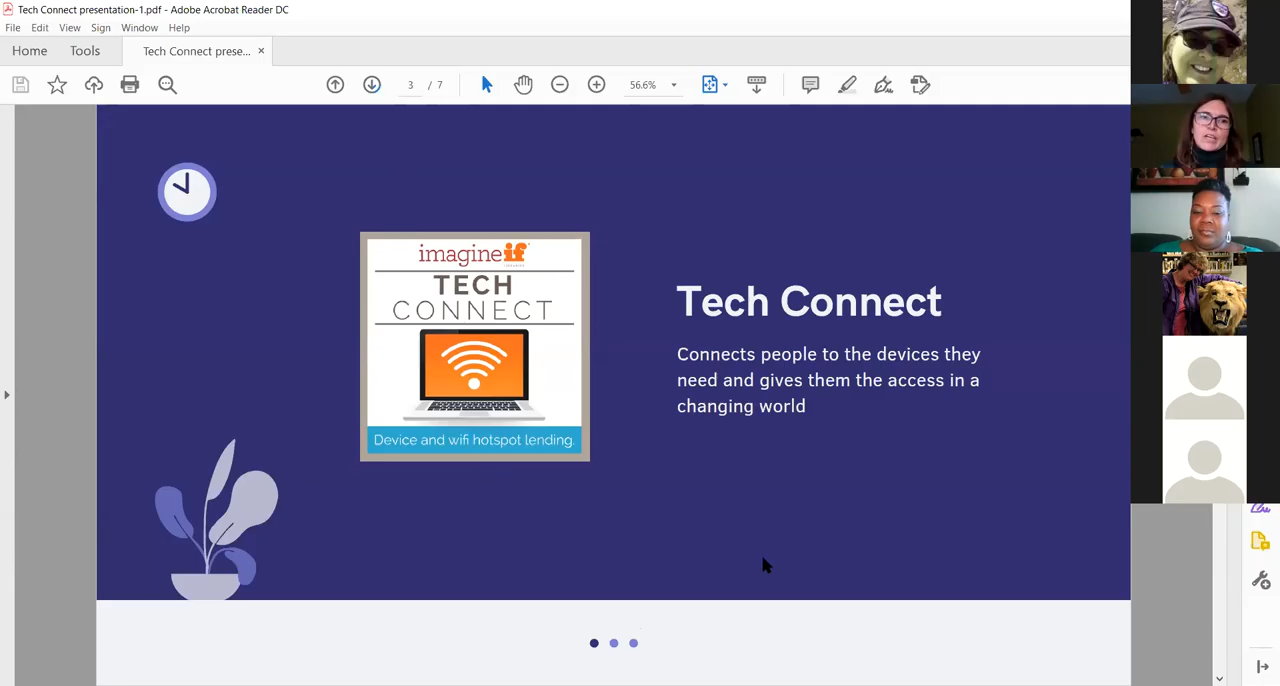 Tech Connect presentation-1.pdf - Adobe Acrobat Reader DC
File Edit View Sign Window Help
Home Tools Tech Connect prese... ×
3 / 7 56.6%
imagineif
LIBRARIES
TECH
CONNECT
Device and wifi hotspot lending.
Tech Connect
Connects people to the devices they
need and gives them the access in a
changing world